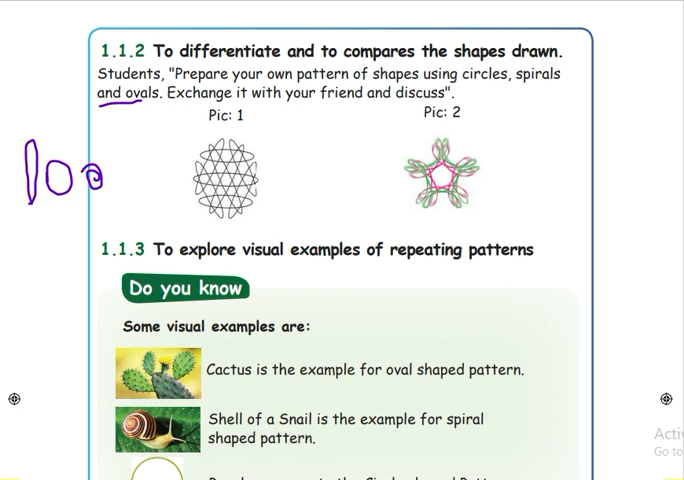 1.1.2 To differentiate and to compares the shapes drawn.
Students, "Prepare your own pattern of shapes using circles, spirals
and ovals. Exchange it with your friend and discuss".
Pic: 1
Pic: 2
1.1.3 To explore visual examples of repeating patterns
Do you know
Some visual examples are:
Cactus is the example for oval shaped pattern.
Shell of a Snail is the example for spiral
shaped pattern.
Go to